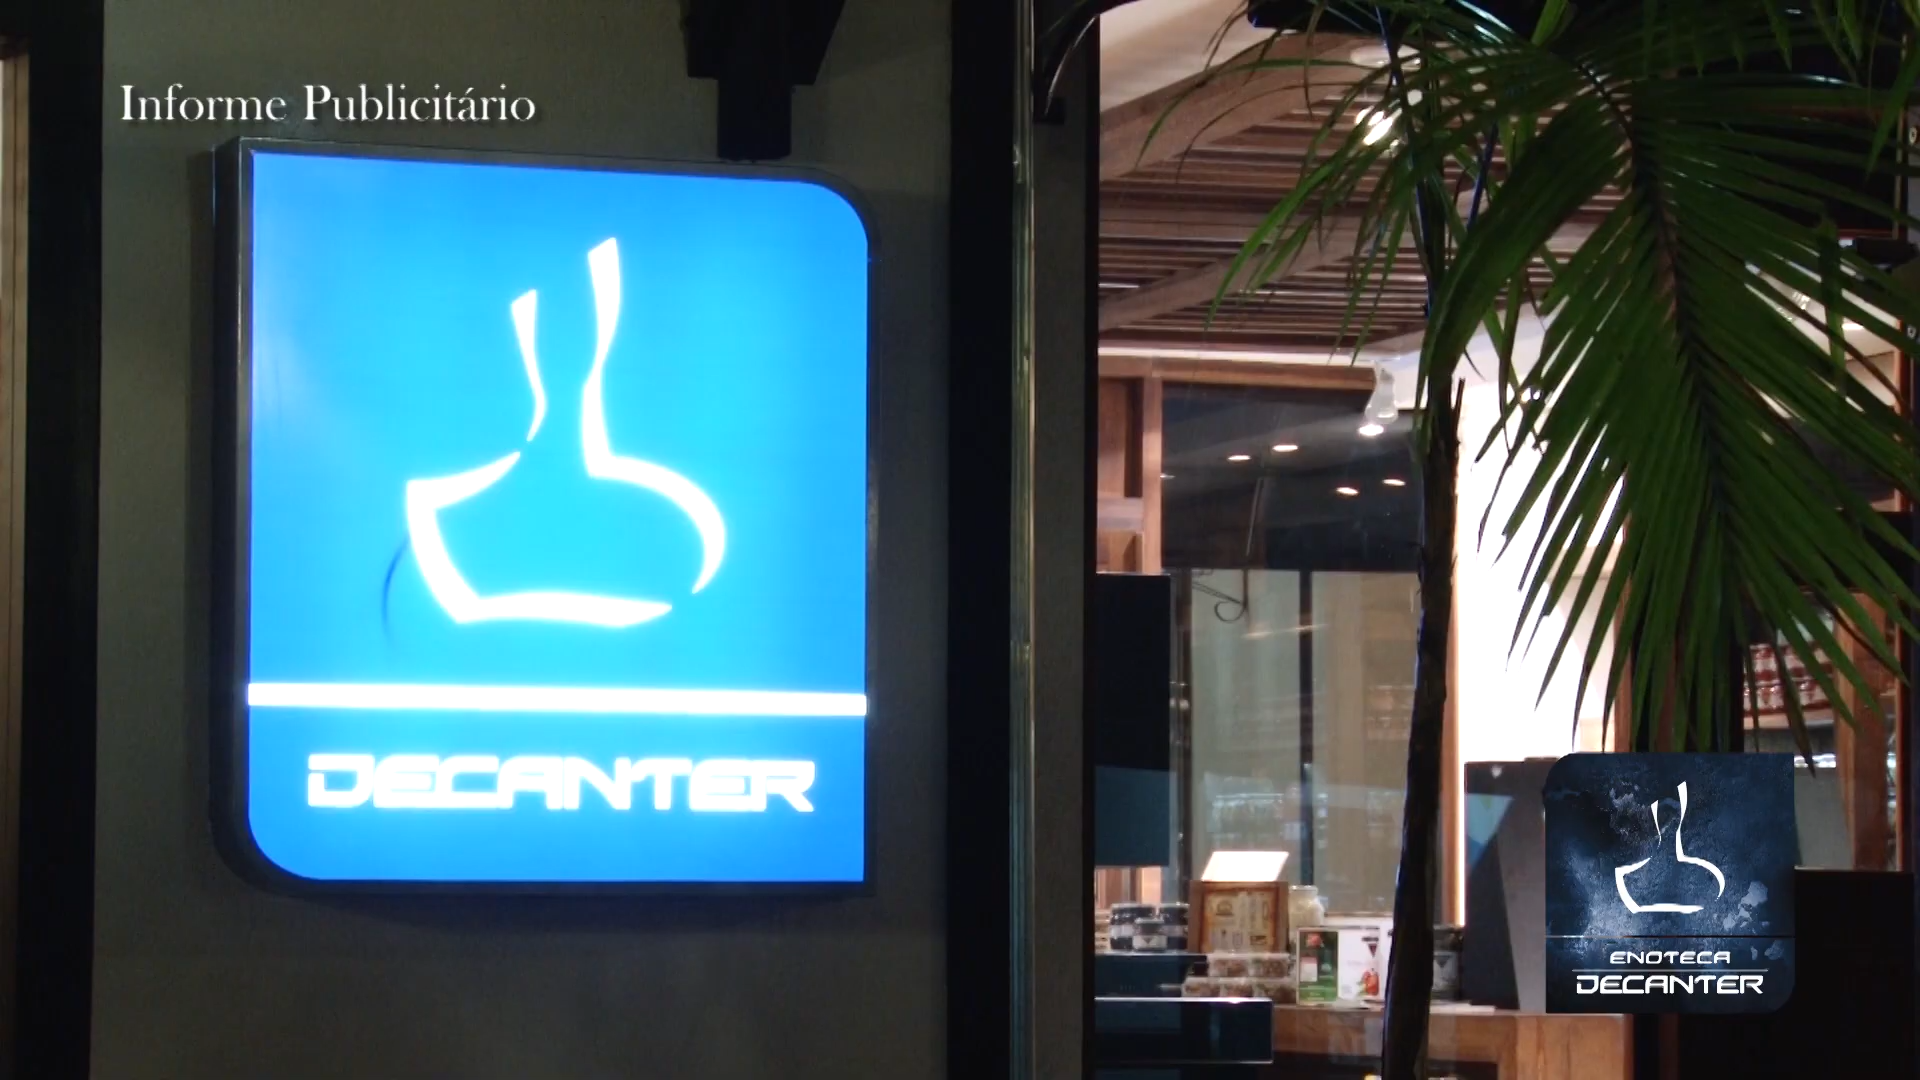 Informe Publicitário
DECANTER
ENOTECA
DECANTER